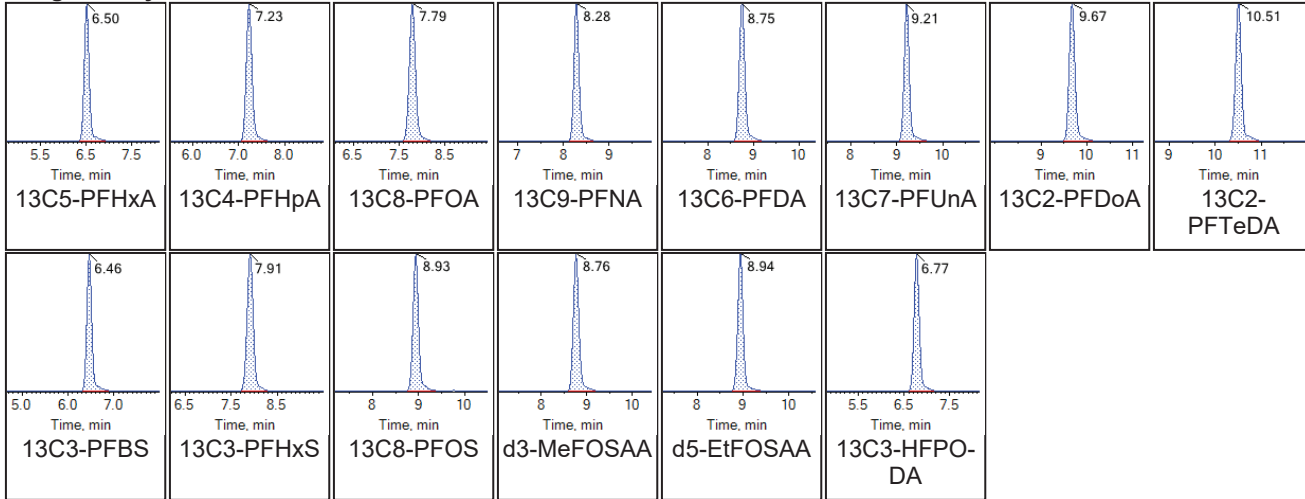 6.50
5.5 6.5 7.5
Time, min
13C5-PFHxA
7.23
6.0 7.0 8.0
Time, min
13C4-PFHpA
7.79
6.5 7.5 8.5
Time, min
13C8-PFOA
8.28
7 8 9
Time, min
13C9-PFNA
8.75
8 9 10
Time, min
13C6-PFDA
9.21
8 9 10
Time, min
13C7-PFUnA
9.67
9 10 11
Time, min
13C2-PFDoA
10.51
9 10 11
Time, min
13C2-
PFTeDA
6.46
5.0 6.0 7.0
Time, min
13C3-PFBS
7.91
6.5 7.5 8.5
Time, min
13C3-PFHxS
8.93
8 9 10
Time, min
13C8-PFOS
8.76
8 9 10
Time, min
d3-MeFOSAA
8.94
8 9 10
Time, min
d5-EtFOSAA
6.77
5.5 6.5 7.5
Time, min
13C3-HFPO-
DA